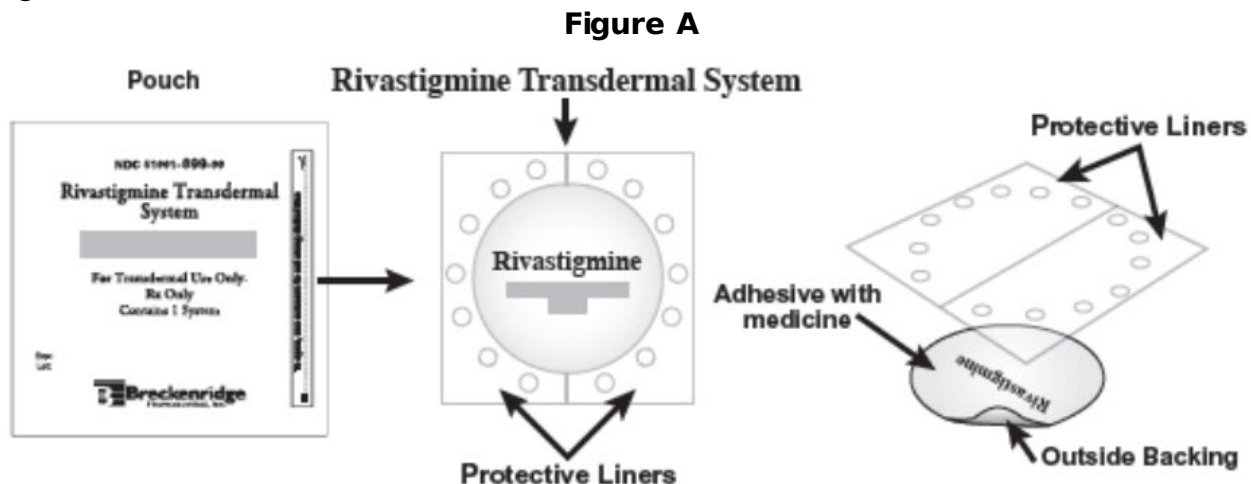 Figure A
Pouch
Rivastigmine Transdermal System
Protective Liners
Rivastigmine Transdermal
System
For Transdermal Use Only.
Rx Only
Contains 1 System
Breckenridge
Rivastigmine
Adhesive with
medicine
Rivastigmine
Outside Backing
Protective Liners